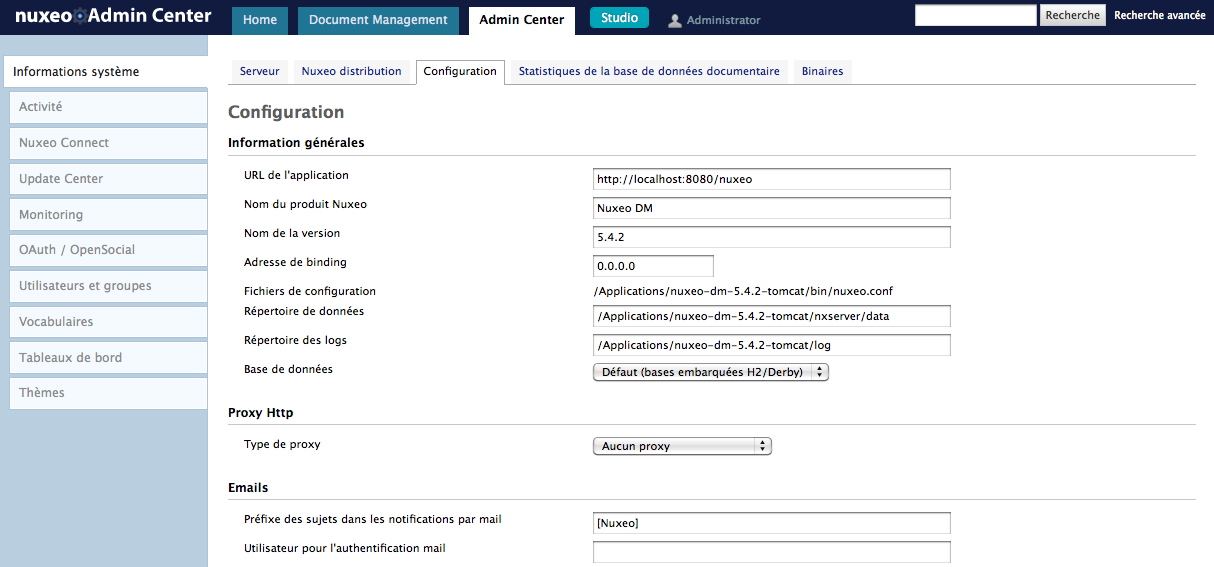 nuxeo Admin Center Home Document Management Admin Center Studio Administrator Recherche Recherche avancée
Informations système
Activité
Nuxeo Connect
Update Center
Monitoring
OAuth / OpenSocial
Utilisateurs et groupes
Vocabulaires
Tableaux de bord
Thèmes
Serveur Nuxeo distribution Configuration Statistiques de la base de données documentaire Binaires
Configuration
Information générales
URL de l'application http://localhost:8080/nuxeo
Nom du produit Nuxeo Nuxeo DM
Nom de la version 5.4.2
Adresse de binding 0.0.0.0
Fichiers de configuration /Applications/nuxeo-dm-5.4.2-tomcat/bin/nuxeo.conf
Répertoire de données /Applications/nuxeo-dm-5.4.2-tomcat/nxserver/data
Répertoire des logs /Applications/nuxeo-dm-5.4.2-tomcat/log
Base de données Défaut (bases embarquées H2/Derby)
Proxy Http
Type de proxy Aucun proxy
Emails
Préfixe des sujets dans les notifications par mail [Nuxeo]
Utilisateur pour l'authentification mail